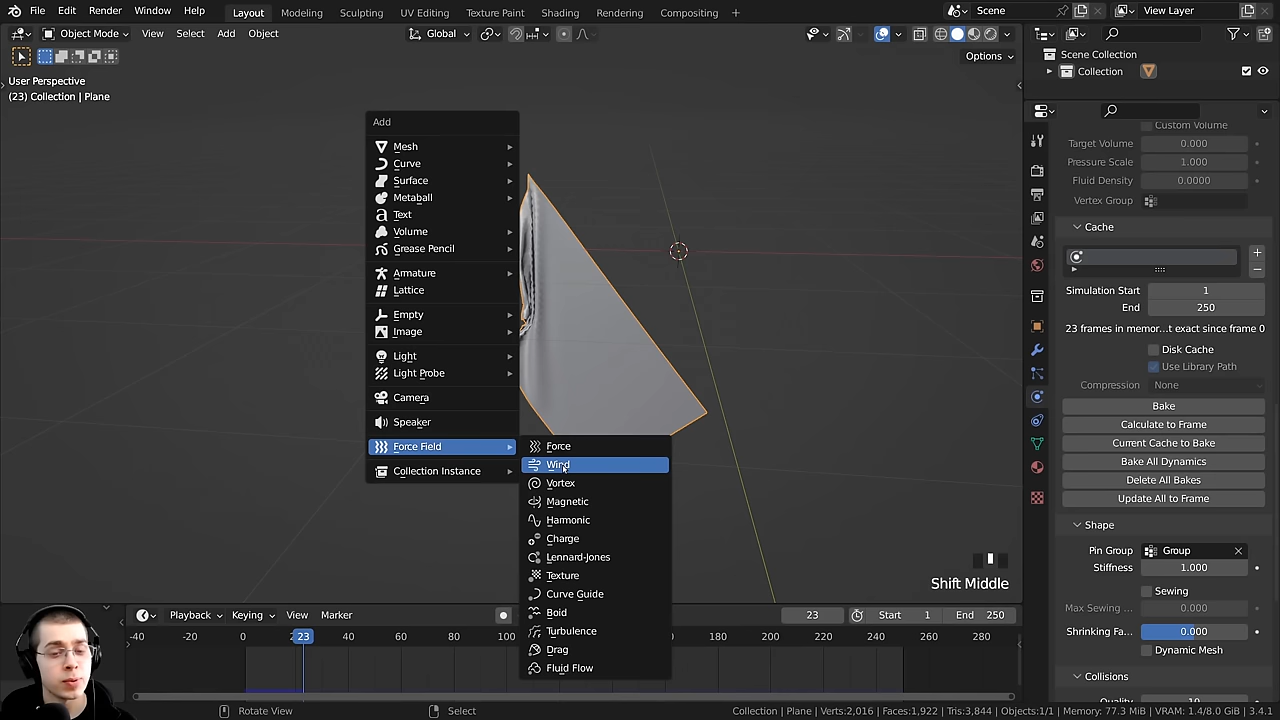 File Edit Render Window Help Layout Modeling Sculpting UV Editing Texture Paint Shading Rendering Compositing + Scene View Layer
Object Mode View Select Add Object Global
Options
User Perspective
(23) Collection | Plane
Scene Collection
Collection
Add
Mesh
Curve
Surface
Metaball
Text
Volume
Grease Pencil
Armature
Lattice
Empty
Image
Light
Light Probe
Camera
Speaker
Force Field
Collection Instance
Force
Wind
Vortex
Magnetic
Harmonic
Charge
Lennard-Jones
Texture
Curve Guide
Boid
Turbulence
Drag
Fluid Flow
Custom Volume
Target Volume 0.000
Pressure Scale 1.000
Fluid Density 0.0000
Vertex Group
Cache
Simulation Start 1
End 250
23 frames in memor...t exact since frame 0
Disk Cache
Use Library Path
Compression None
Bake
Calculate to Frame
Current Cache to Bake
Bake All Dynamics
Delete All Bakes
Update All to Frame
Shape
Pin Group Group
Stiffness 1.000
Sewing
Max Sewing ... 0.000
Shrinking Fa... 0.000
Dynamic Mesh
Collisions
Shift Middle
Playback Keying View Marker 23 Start 1 End 250
-40 -20 0 23 40 60 80 100 180 200 220 240 260 280
Rotate View Select Collection | Plane | Verts:2,016 | Faces:1,922 | Tris:3,844 | Objects:1/1 | Memory: 77.3 MiB | VRAM: 1.4/8.0 GiB | 3.4.1